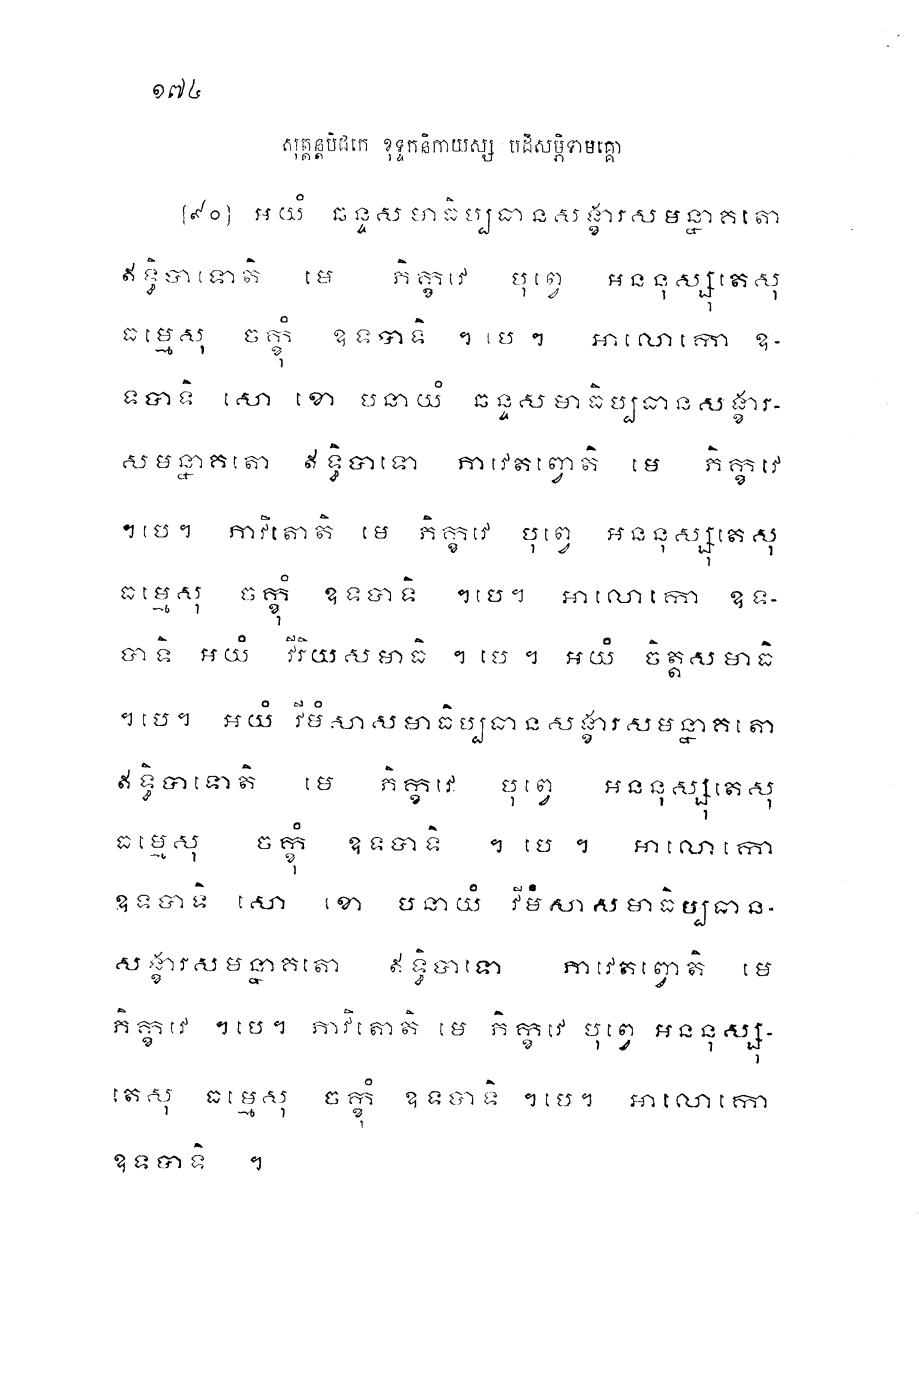 ១៧៤
សុត្តន្តបិដកេ ខុទ្ទកនិកាយស្ស បដិសម្ភិទាមគ្គោ
(៩០) អយំ ឆន្ទសមាធិប្បធានសង្ខារសមន្នាគតោ
ឥទ្ធិបាទោតិ មេ ភិក្ខវេ បុព្វេ អននុស្សុតេសុ
ធម្មេសុ ចក្ខុំ ឧទបាទិ ។ បេ ។ អាលោកោ ឧ-
ទបាទិ សោ ខោ បនាយំ ឆន្ទសមាធិប្បធានសង្ខារ-
សមន្នាគតោ ឥទ្ធិបាទោ ភាវេតព្វោតិ មេ ភិក្ខវេ
។ បេ ។ ភាវិតោតិ មេ ភិក្ខវេ បុព្វេ អននុស្សុតេសុ
ធម្មេសុ ចក្ខុំ ឧទបាទិ ។ បេ ។ អាលោកោ ឧទ-
បាទិ អយំ វីរិយសមាធិ ។ បេ ។ អយំ ចិត្តសមាធិ
។ បេ ។ អយំ វីមំសាសមាធិប្បធានសង្ខារសមន្នាគតោ
ឥទ្ធិបាទោតិ មេ ភិក្ខវេ បុព្វេ អននុស្សុតេសុ
ធម្មេសុ ចក្ខុំ ឧទបាទិ ។ បេ ។ អាលោកោ
ឧទបាទិ សោ ខោ បនាយំ វីមំសាសមាធិប្បធាន-
សង្ខារសមន្នាគតោ ឥទ្ធិបាទោ ភាវេតព្វោតិ មេ
ភិក្ខវេ ។ បេ ។ ភាវិតោតិ មេ ភិក្ខវេ បុព្វេ អននុស្សុ-
តេសុ ធម្មេសុ ចក្ខុំ ឧទបាទិ ។ បេ ។ អាលោកោ
ឧទបាទិ ។